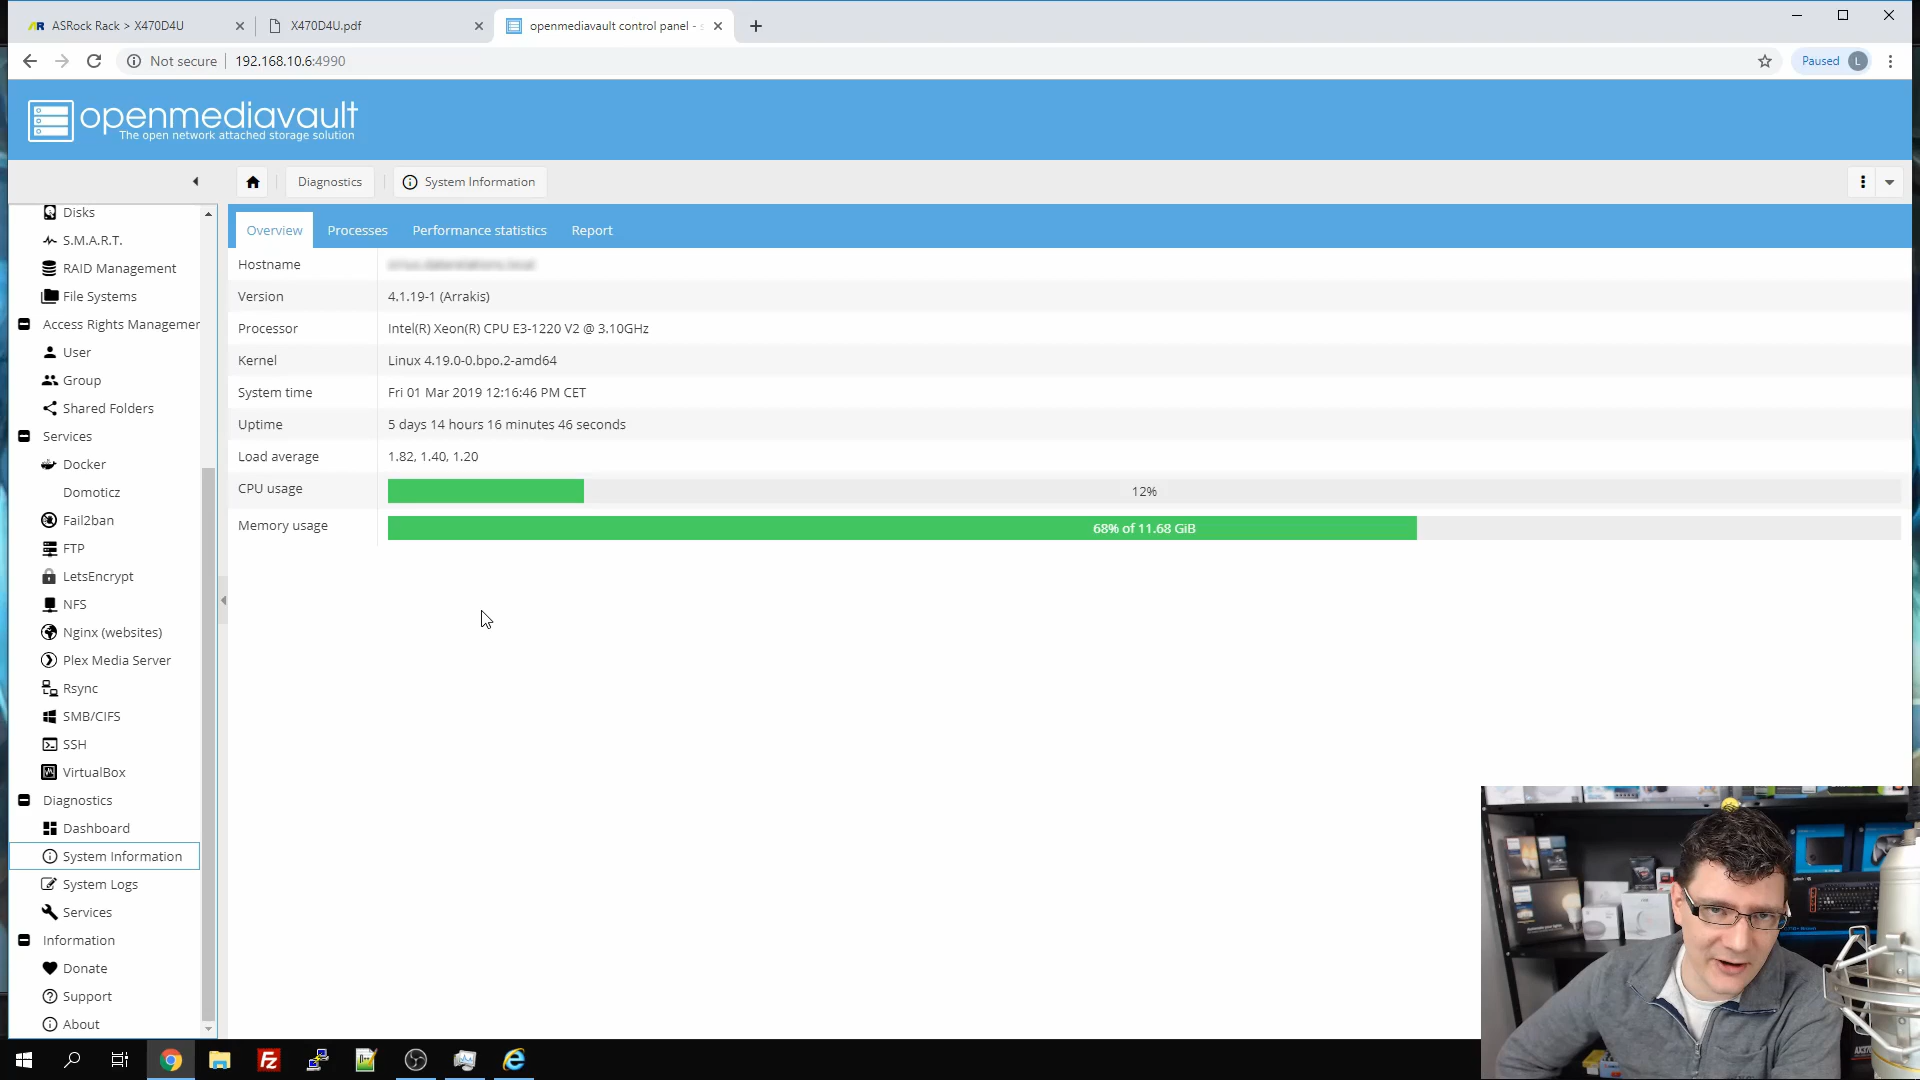 ASRock Rack > X470D4U
X470D4U.pdf
openmediavault control panel -
Not secure
192.168.10.6:4990
Paused
L
openmediavault
The open network attached storage solution
Diagnostics
System Information
Disks
S.M.A.R.T.
RAID Management
File Systems
Access Rights Managemen
User
Group
Shared Folders
Services
Docker
Domoticz
Fail2ban
FTP
LetsEncrypt
NFS
Nginx (websites)
Plex Media Server
Rsync
SMB/CIFS
SSH
VirtualBox
Diagnostics
Dashboard
System Information
System Logs
Services
Information
Donate
Support
About
Overview
Processes
Performance statistics
Report
Hostname
Version
4.1.19-1 (Arrakis)
Processor
Intel(R) Xeon(R) CPU E3-1220 V2 @ 3.10GHz
Kernel
Linux 4.19.0-0.bpo.2-amd64
System time
Fri 01 Mar 2019 12:16:46 PM CET
Uptime
5 days 14 hours 16 minutes 46 seconds
Load average
1.82, 1.40, 1.20
CPU usage
12%
Memory usage
68% of 11.68 GiB